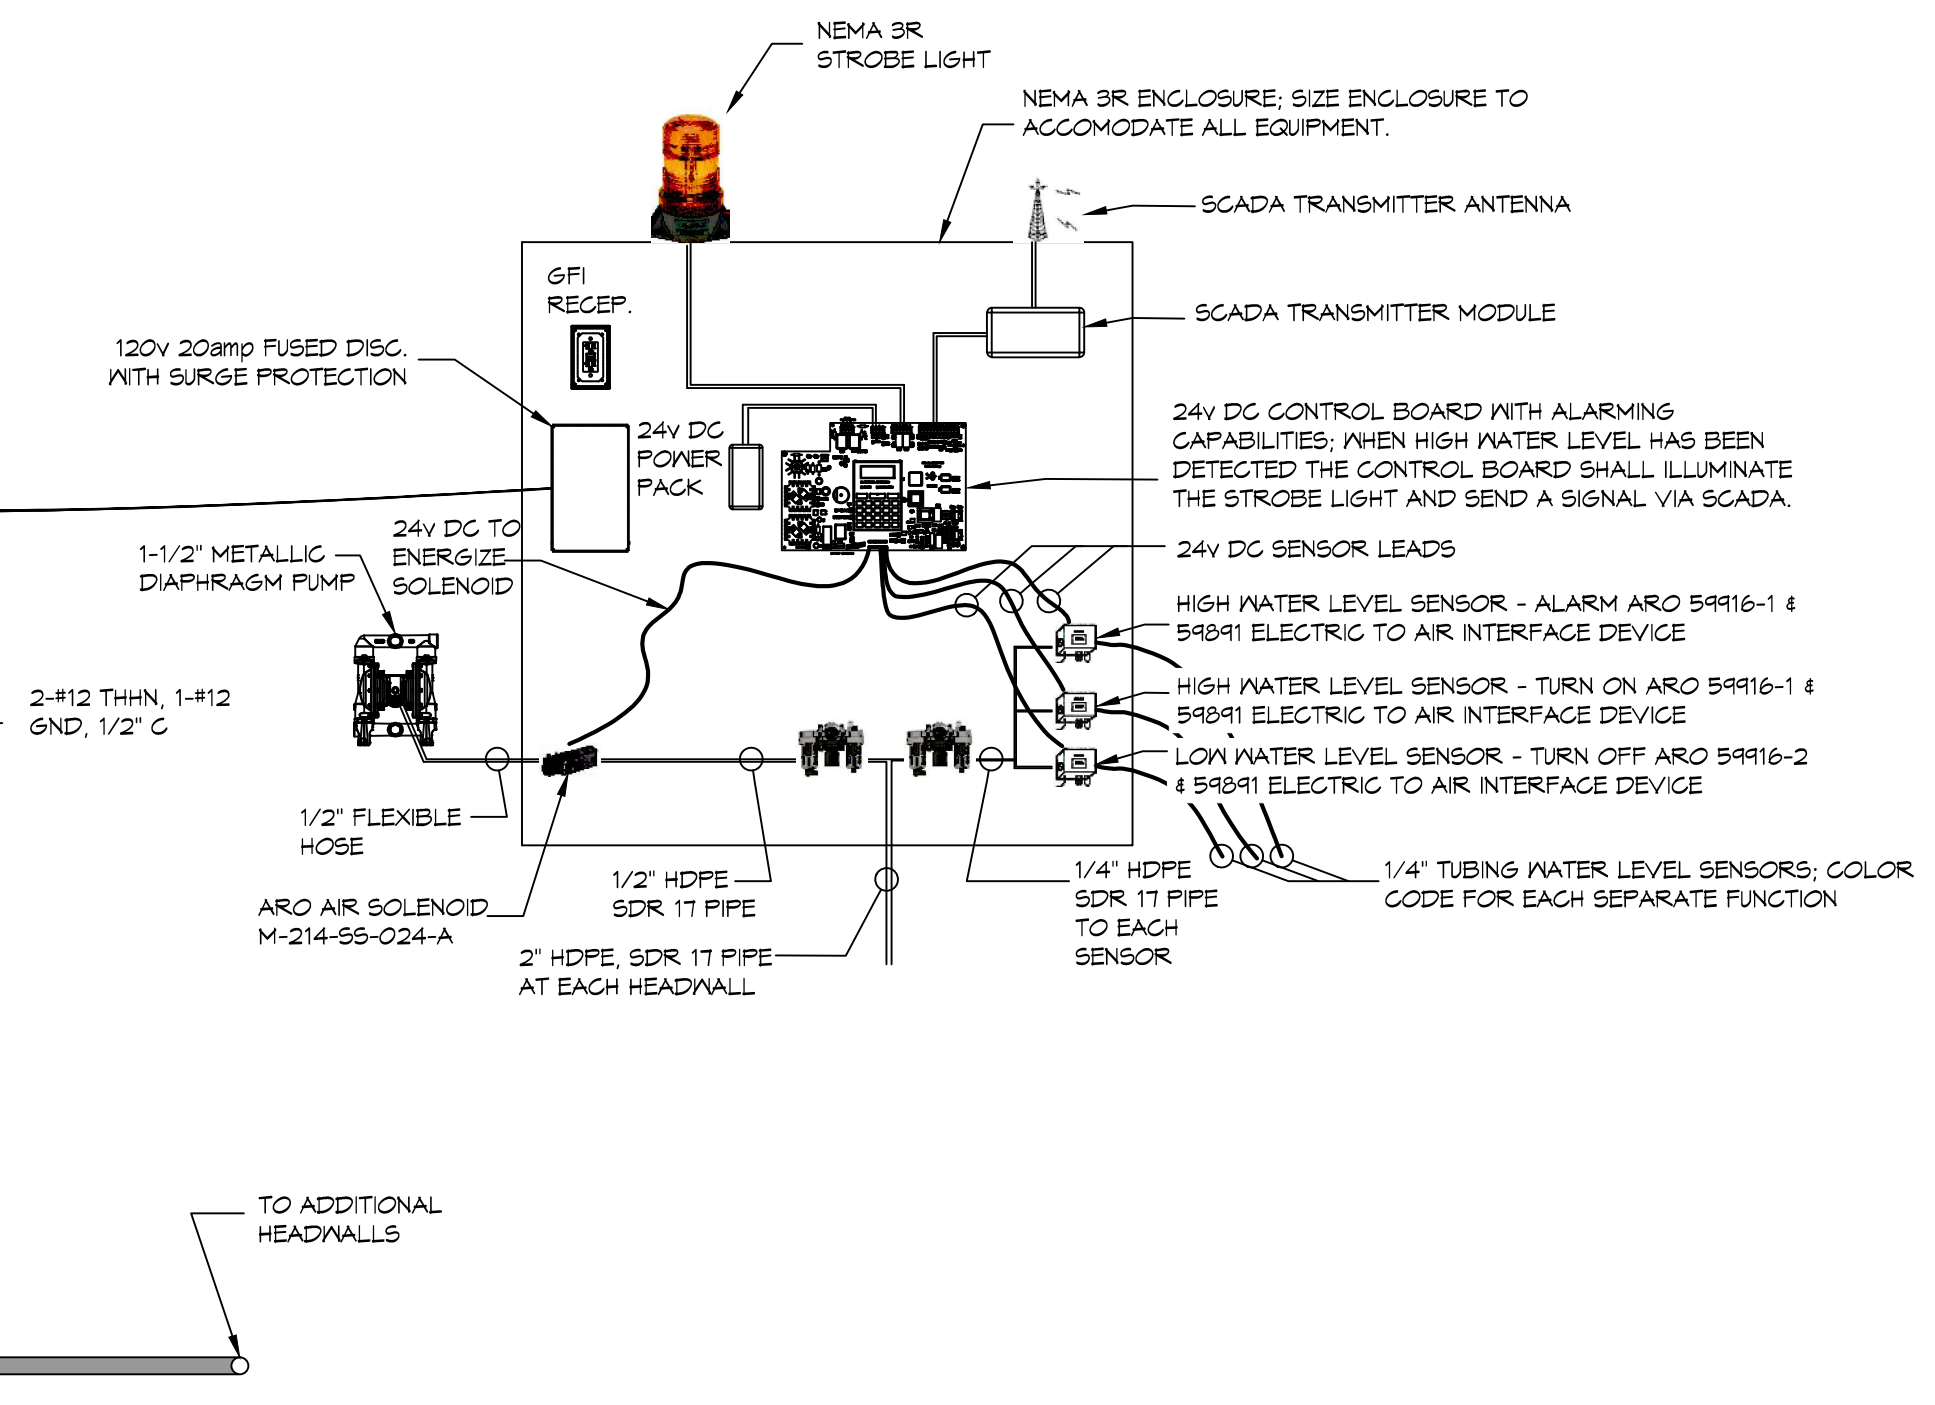 NEMA 3R
STROBE LIGHT
NEMA 3R ENCLOSURE; SIZE ENCLOSURE TO
ACCOMODATE ALL EQUIPMENT.
SCADA TRANSMITTER ANTENNA
GFI
RECEP.
SCADA TRANSMITTER MODULE
120v 20amp FUSED DISC.
WITH SURGE PROTECTION
24v DC
POWER
PACK
24v DC CONTROL BOARD WITH ALARMING
CAPABILITIES; WHEN HIGH WATER LEVEL HAS BEEN
DETECTED THE CONTROL BOARD SHALL ILLUMINATE
THE STROBE LIGHT AND SEND A SIGNAL VIA SCADA.
24v DC TO
ENERGIZE
SOLENOID
1-1/2" METALLIC
DIAPHRAGM PUMP
24v DC SENSOR LEADS
HIGH WATER LEVEL SENSOR - ALARM ARO 59916-1 &
59891 ELECTRIC TO AIR INTERFACE DEVICE
2-#12 THHN, 1-#12
GND, 1/2" C
HIGH WATER LEVEL SENSOR - TURN ON ARO 59916-1 &
59891 ELECTRIC TO AIR INTERFACE DEVICE
LOW WATER LEVEL SENSOR - TURN OFF ARO 59916-2
& 59891 ELECTRIC TO AIR INTERFACE DEVICE
1/2" FLEXIBLE
HOSE
1/2" HDPE
SDR 17 PIPE
1/4" HDPE
SDR 17 PIPE
TO EACH
SENSOR
1/4" TUBING WATER LEVEL SENSORS; COLOR
CODE FOR EACH SEPARATE FUNCTION
ARO AIR SOLENOID
M-214-SS-024-A
2" HDPE, SDR 17 PIPE
AT EACH HEADWALL
TO ADDITIONAL
HEADWALLS